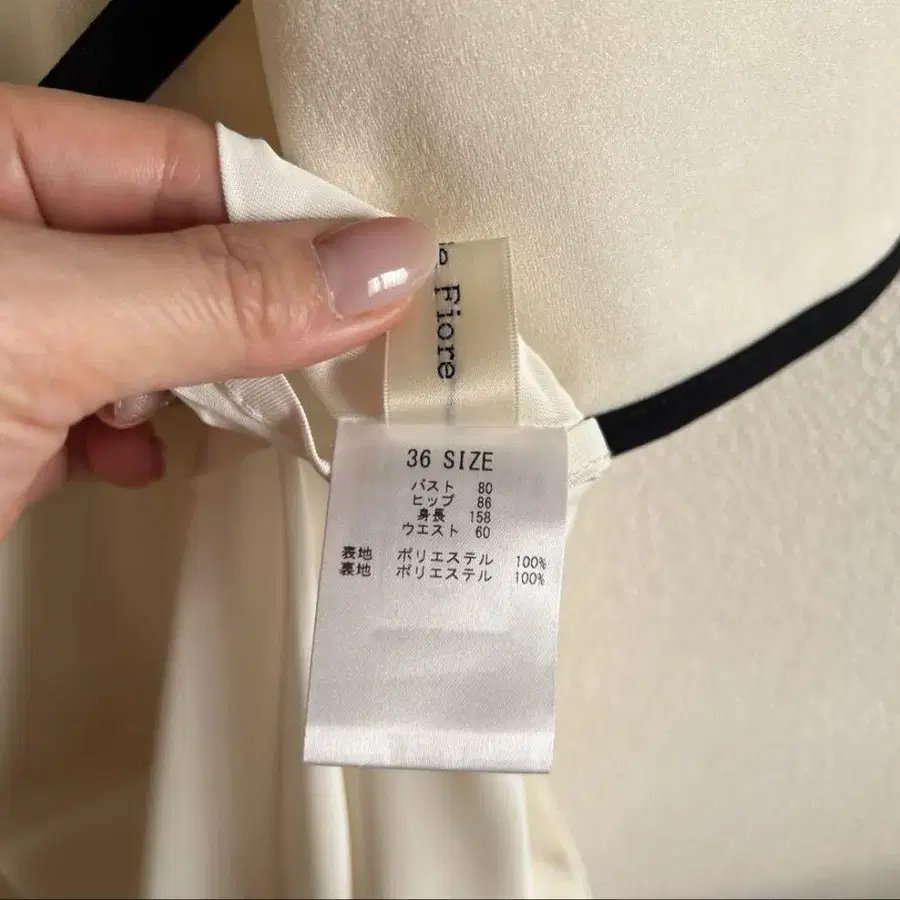 Fiore
36 SIZE
バスト 80
ヒップ 86
身長 158
ウエスト 60
表地 ポリエステル 100%
裏地 ポリエステル 100%